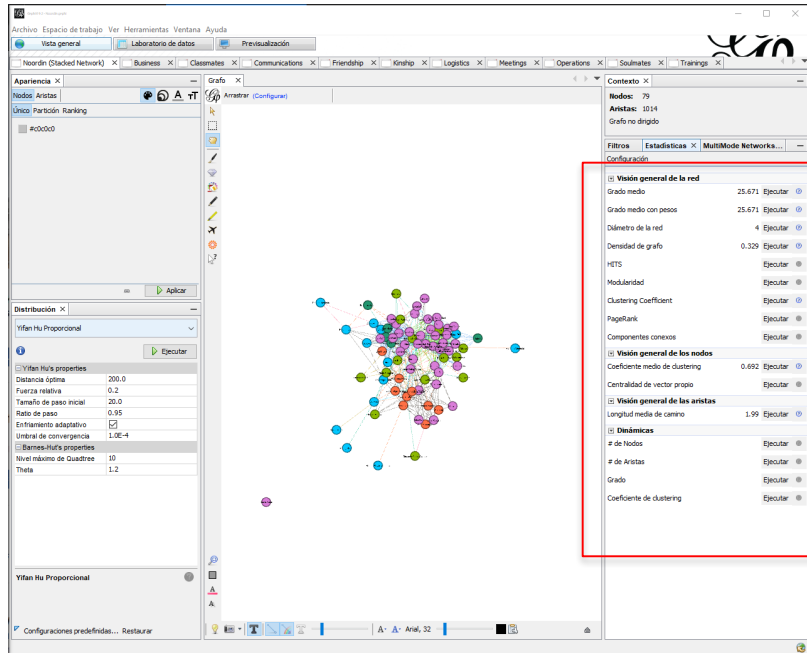 Archivo Espacio de trabajo Ver Herramientas Ventana Ayuda
Vista general Laboratorio de datos Previsualización
Noordin (Stacked Network) X Business X Classmates X Communications X Friendship X Kinship X Logistics X Meetings X Operations X Soulmates X Trainings X
Apariencia X
Nodos Aristas
Único Partición Ranking
#c0c0c0
Aplicar
Distribución X
Yifan Hu Proporcional
Ejecutar
Yifan Hu's properties
Distancia óptima 200.0
Fuerza relativa 0.2
Tamaño de paso inicial 20.0
Ratio de paso 0.95
Enfriamiento adaptativo
Umbral de convergencia 1.0E-4
Barnes-Hut's properties
Nivel máximo de Quadtree 10
Theta 1.2
Yifan Hu Proporcional
Configuraciones predefinidas... Restaurar
Grafo X
Arrastrar (Configurar)
A- A- Arial, 32
Contexto X
Nodos: 79
Aristas: 1014
Grafo no dirigido
Filtros Estadísticas X MultiMode Networks...
Configuración
Visión general de la red
Grado medio 25.671 Ejecutar
Grado medio con pesos 25.671 Ejecutar
Diámetro de la red 4 Ejecutar
Densidad de grafo 0.329 Ejecutar
HITS Ejecutar
Modularidad Ejecutar
Clustering Coefficient Ejecutar
PageRank Ejecutar
Componentes conexos Ejecutar
Visión general de los nodos
Coeficiente medio de clustering 0.692 Ejecutar
Centralidad de vector propio Ejecutar
Visión general de las aristas
Longitud media de camino 1.99 Ejecutar
Dinámicas
# de Nodos Ejecutar
# de Aristas Ejecutar
Grado Ejecutar
Coeficiente de clustering Ejecutar